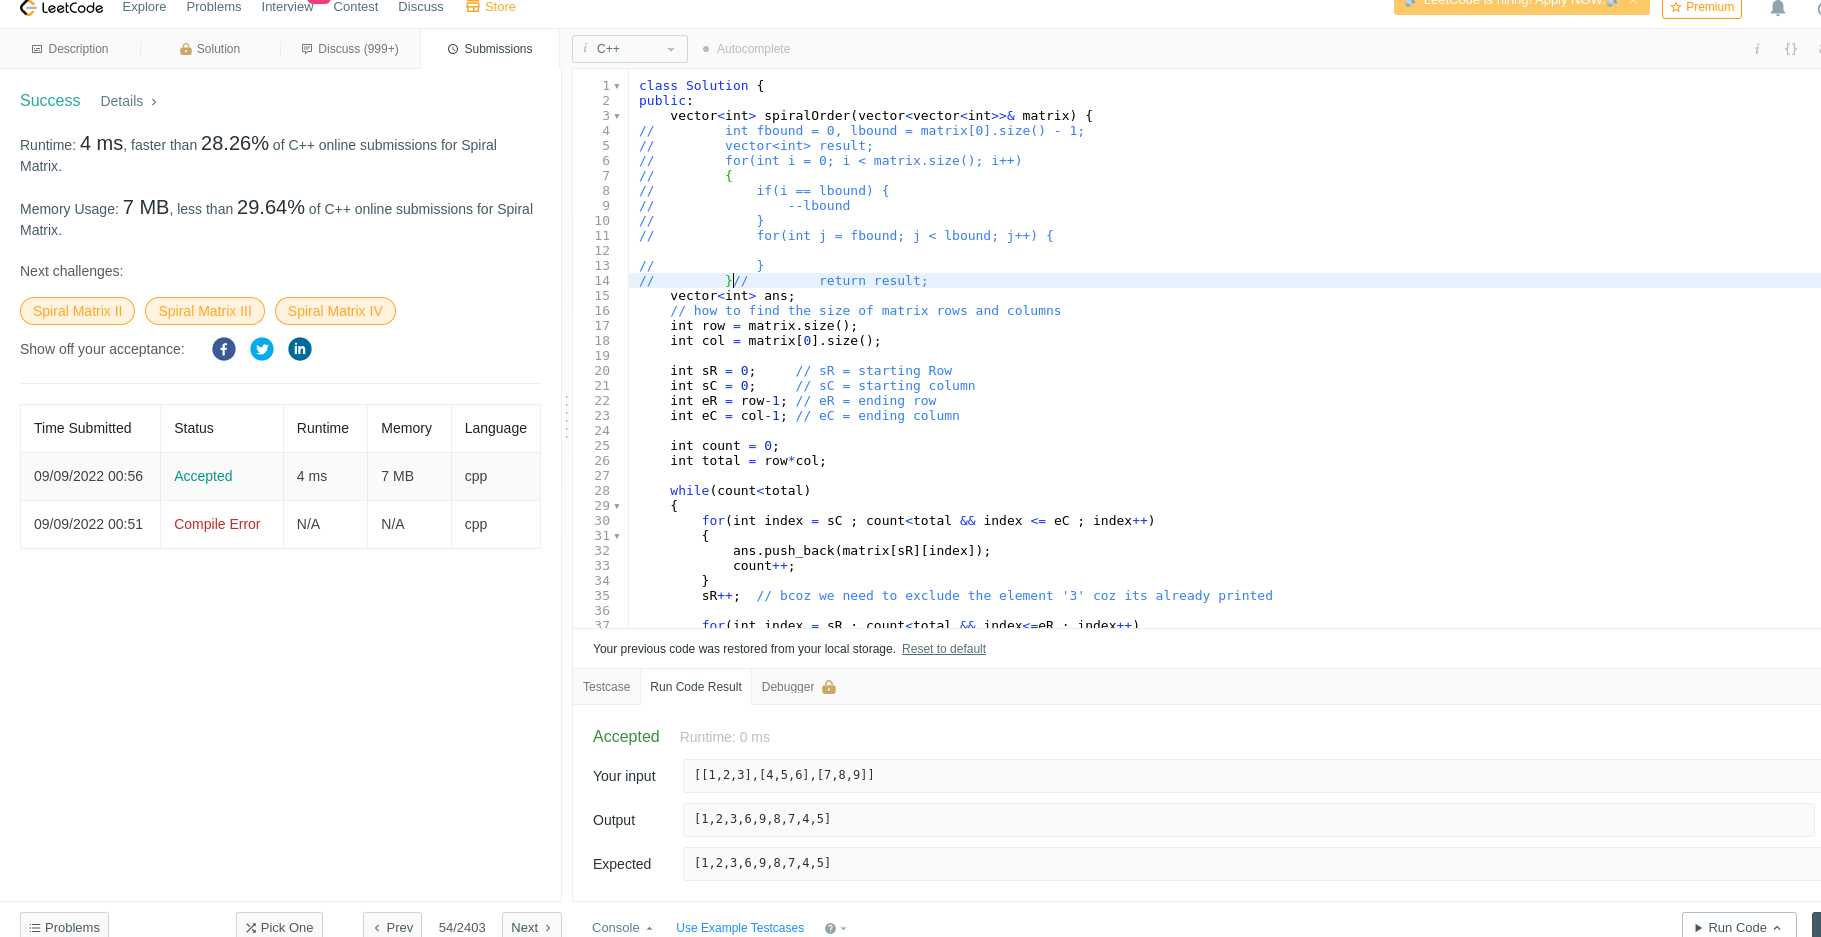 LeetCode Explore Problems Interview Contest Discuss Store LeetCode is hiring! Apply NOW. Premium
Description Solution Discuss (999+) Submissions
Success Details
Runtime: 4 ms, faster than 28.26% of C++ online submissions for Spiral
Matrix.
Memory Usage: 7 MB, less than 29.64% of C++ online submissions for Spiral
Matrix.
Next challenges:
Spiral Matrix II Spiral Matrix III Spiral Matrix IV
Show off your acceptance:
Time Submitted Status Runtime Memory Language
09/09/2022 00:56 Accepted 4 ms 7 MB cpp
09/09/2022 00:51 Compile Error N/A N/A cpp
Problems Pick One Prev 54/2403 Next
i C++ Autocomplete i {}
1 class Solution {
2 public:
3     vector<int> spiralOrder(vector<vector<int>>& matrix) {
4 //         int fbound = 0, lbound = matrix[0].size() - 1;
5 //         vector<int> result;
6 //         for(int i = 0; i < matrix.size(); i++)
7 //         {
8 //             if(i == lbound) {
9 //                 --lbound
10 //             }
11 //             for(int j = fbound; j < lbound; j++) {
12
13 //             }
14 //         }//         return result;
15     vector<int> ans;
16     // how to find the size of matrix rows and columns
17     int row = matrix.size();
18     int col = matrix[0].size();
19
20     int sR = 0;     // sR = starting Row
21     int sC = 0;     // sC = starting column
22     int eR = row-1; // eR = ending row
23     int eC = col-1; // eC = ending column
24
25     int count = 0;
26     int total = row*col;
27
28     while(count<total)
29     {
30         for(int index = sC ; count<total && index <= eC ; index++)
31         {
32             ans.push_back(matrix[sR][index]);
33             count++;
34         }
35         sR++;  // bcoz we need to exclude the element '3' coz its already printed
36
37         for(int index = sR ; count<total && index<=eR ; index++)
Your previous code was restored from your local storage. Reset to default
Testcase Run Code Result Debugger
Accepted Runtime: 0 ms
Your input [[1,2,3],[4,5,6],[7,8,9]]
Output [1,2,3,6,9,8,7,4,5]
Expected [1,2,3,6,9,8,7,4,5]
Console Use Example Testcases ? Run Code